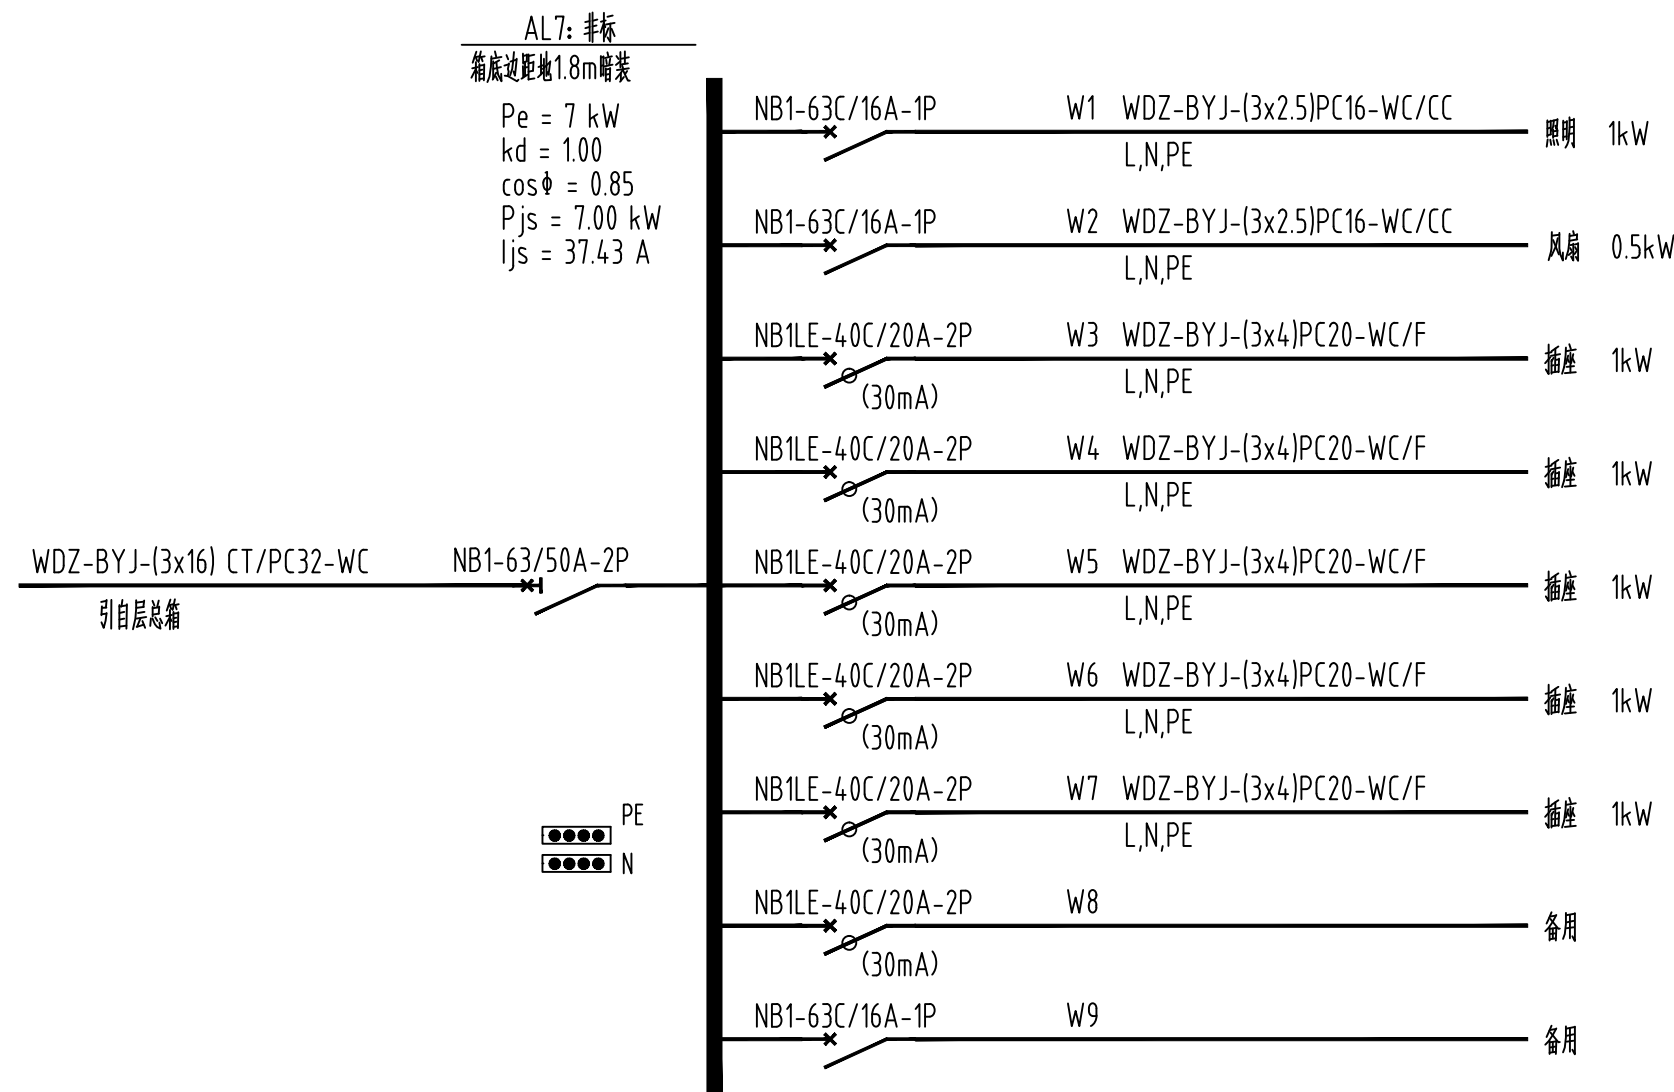 AL7: 非标
箱底边距地1.8m暗装
Pe = 7 kW
kd = 1.00
cosΦ = 0.85
Pjs = 7.00 kW
Ijs = 37.43 A
WDZ-BYJ-(3x16) CT/PC32-WC
引自层总箱
NB1-63/50A-2P
PE
N
NB1-63C/16A-1P W1 WDZ-BYJ-(3x2.5)PC16-WC/CC
L,N,PE
照明 1kW
NB1-63C/16A-1P W2 WDZ-BYJ-(3x2.5)PC16-WC/CC
L,N,PE
风扇 0.5kW
NB1LE-40C/20A-2P W3 WDZ-BYJ-(3x4)PC20-WC/F
(30mA) L,N,PE
插座 1kW
NB1LE-40C/20A-2P W4 WDZ-BYJ-(3x4)PC20-WC/F
(30mA) L,N,PE
插座 1kW
NB1LE-40C/20A-2P W5 WDZ-BYJ-(3x4)PC20-WC/F
(30mA) L,N,PE
插座 1kW
NB1LE-40C/20A-2P W6 WDZ-BYJ-(3x4)PC20-WC/F
(30mA) L,N,PE
插座 1kW
NB1LE-40C/20A-2P W7 WDZ-BYJ-(3x4)PC20-WC/F
(30mA) L,N,PE
插座 1kW
NB1LE-40C/20A-2P W8
(30mA)
备用
NB1-63C/16A-1P W9
备用